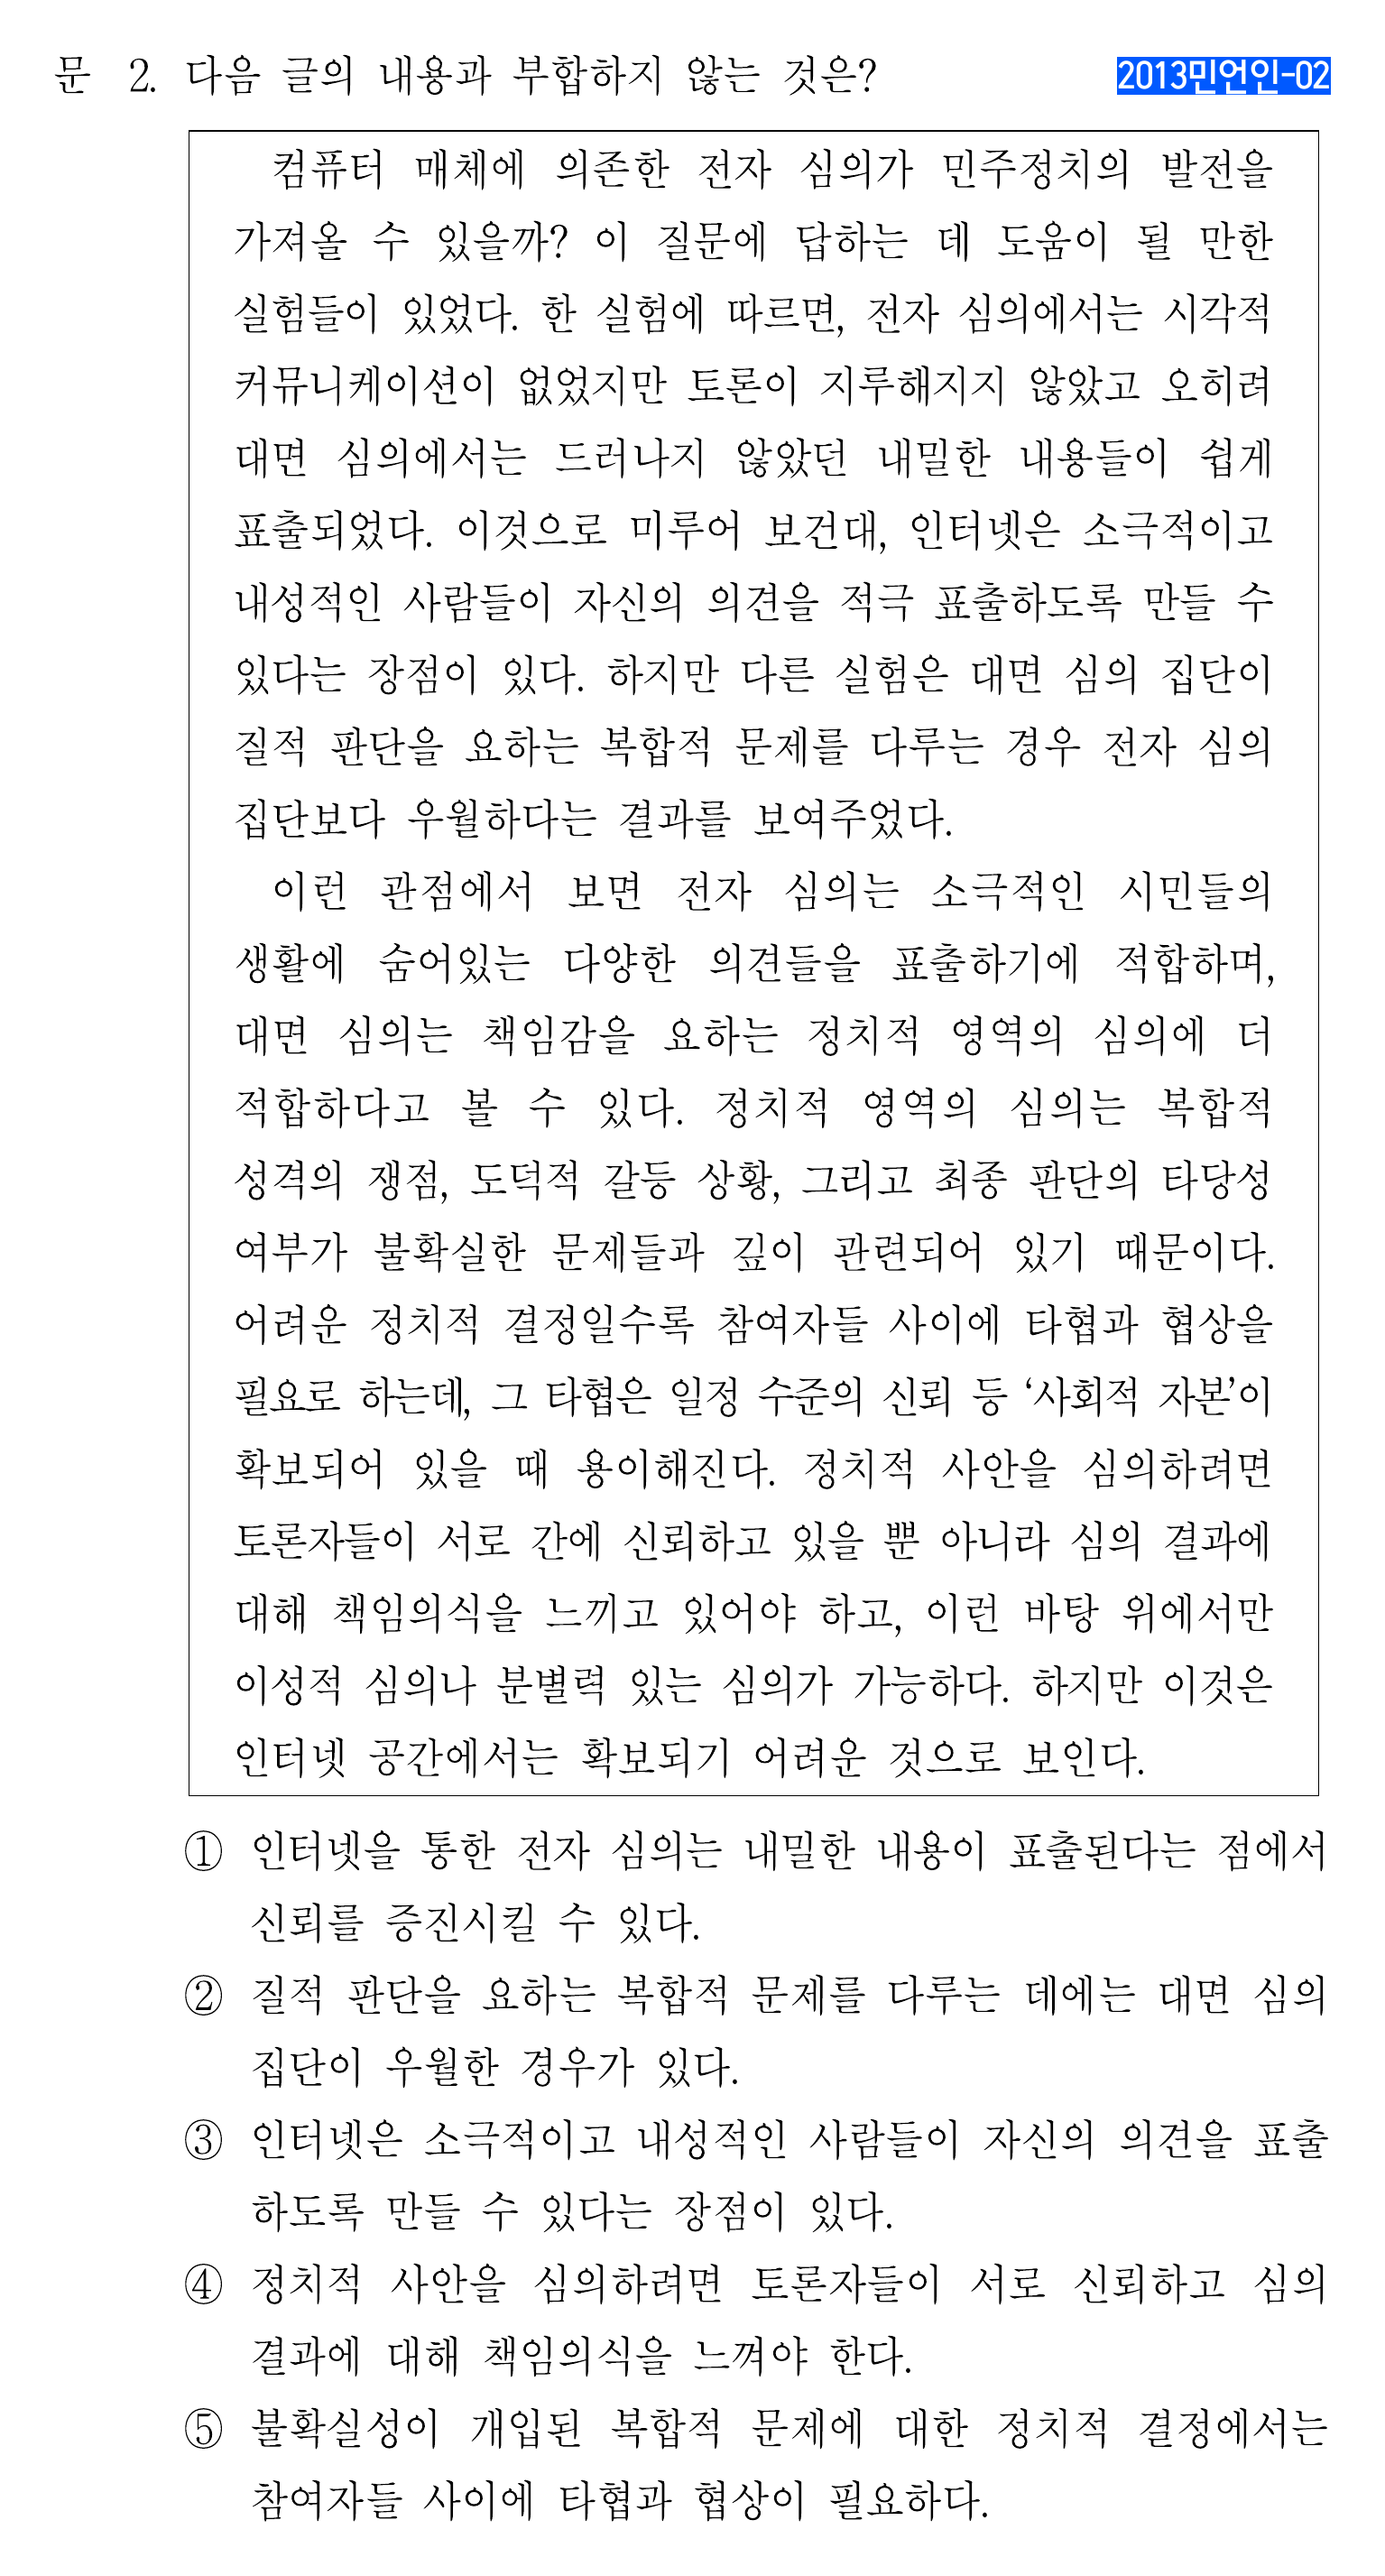 문 2. 다음 글의 내용과 부합하지 않는 것은?
2013민언인-02
컴퓨터 매체에 의존한 전자 심의가 민주정치의 발전을
가져올 수 있을까? 이 질문에 답하는 데 도움이 될 만한
실험들이 있었다. 한 실험에 따르면, 전자 심의에서는 시각적
커뮤니케이션이 없었지만 토론이 지루해지지 않았고 오히려
대면 심의에서는 드러나지 않았던 내밀한 내용들이 쉽게
표출되었다. 이것으로 미루어 보건대, 인터넷은 소극적이고
내성적인 사람들이 자신의 의견을 적극 표출하도록 만들 수
있다는 장점이 있다. 하지만 다른 실험은 대면 심의 집단이
질적 판단을 요하는 복합적 문제를 다루는 경우 전자 심의
집단보다 우월하다는 결과를 보여주었다.
이런 관점에서 보면 전자 심의는 소극적인 시민들의
생활에 숨어있는 다양한 의견들을 표출하기에 적합하며,
대면 심의는 책임감을 요하는 정치적 영역의 심의에 더
적합하다고 볼 수 있다. 정치적 영역의 심의는 복합적
성격의 쟁점, 도덕적 갈등 상황, 그리고 최종 판단의 타당성
여부가 불확실한 문제들과 깊이 관련되어 있기 때문이다.
어려운 정치적 결정일수록 참여자들 사이에 타협과 협상을
필요로 하는데, 그 타협은 일정 수준의 신뢰 등 ‘사회적 자본’이
확보되어 있을 때 용이해진다. 정치적 사안을 심의하려면
토론자들이 서로 간에 신뢰하고 있을 뿐 아니라 심의 결과에
대해 책임의식을 느끼고 있어야 하고, 이런 바탕 위에서만
이성적 심의나 분별력 있는 심의가 가능하다. 하지만 이것은
인터넷 공간에서는 확보되기 어려운 것으로 보인다.
① 인터넷을 통한 전자 심의는 내밀한 내용이 표출된다는 점에서
신뢰를 증진시킬 수 있다.
② 질적 판단을 요하는 복합적 문제를 다루는 데에는 대면 심의
집단이 우월한 경우가 있다.
③ 인터넷은 소극적이고 내성적인 사람들이 자신의 의견을 표출
하도록 만들 수 있다는 장점이 있다.
④ 정치적 사안을 심의하려면 토론자들이 서로 신뢰하고 심의
결과에 대해 책임의식을 느껴야 한다.
⑤ 불확실성이 개입된 복합적 문제에 대한 정치적 결정에서는
참여자들 사이에 타협과 협상이 필요하다.